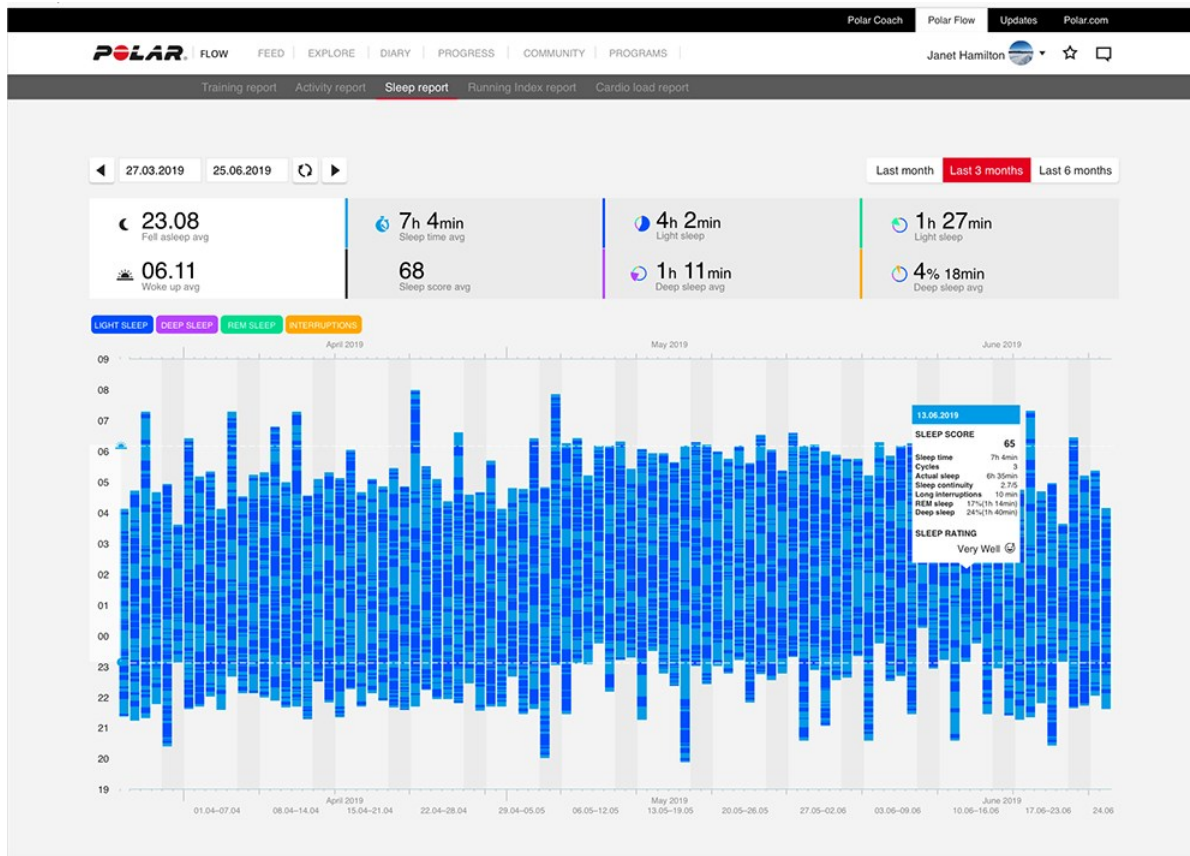 Polar Coach Polar Flow Updates Polar.com
POLAR. FLOW FEED EXPLORE DIARY PROGRESS COMMUNITY PROGRAMS Janet Hamilton
Training report Activity report Sleep report Running Index report Cardio load report
27.03.2019 25.06.2019 Last month Last 3 months Last 6 months
23.08 7h 4min 4h 2min 1h 27min
Fell asleep avg Sleep time avg Light sleep Light sleep
06.11 68 1h 11min 4% 18min
Woke up avg Sleep score avg Deep sleep avg Deep sleep avg
LIGHT SLEEP DEEP SLEEP REM SLEEP INTERRUPTIONS
April 2019 May 2019 June 2019
09
08
07
06
05
04
03
02
01
00
23
22
21
20
19
13.06.2019
SLEEP SCORE
65
Sleep time 7h 4min
Cycles 3
Actual sleep 6h 35min
Sleep continuity 2.7/5
Long interruptions 10 min
REM sleep 17%(1h 14min)
Deep sleep 24%(1h 40min)
SLEEP RATING
Very Well
April 2019 May 2019 June 2019
01.04–07.04 08.04–14.04 15.04–21.04 22.04–28.04 29.04–05.05 06.05–12.05 13.05–19.05 20.05–26.05 27.05–02.06 03.06–09.06 10.06–16.06 17.06–23.06 24.06